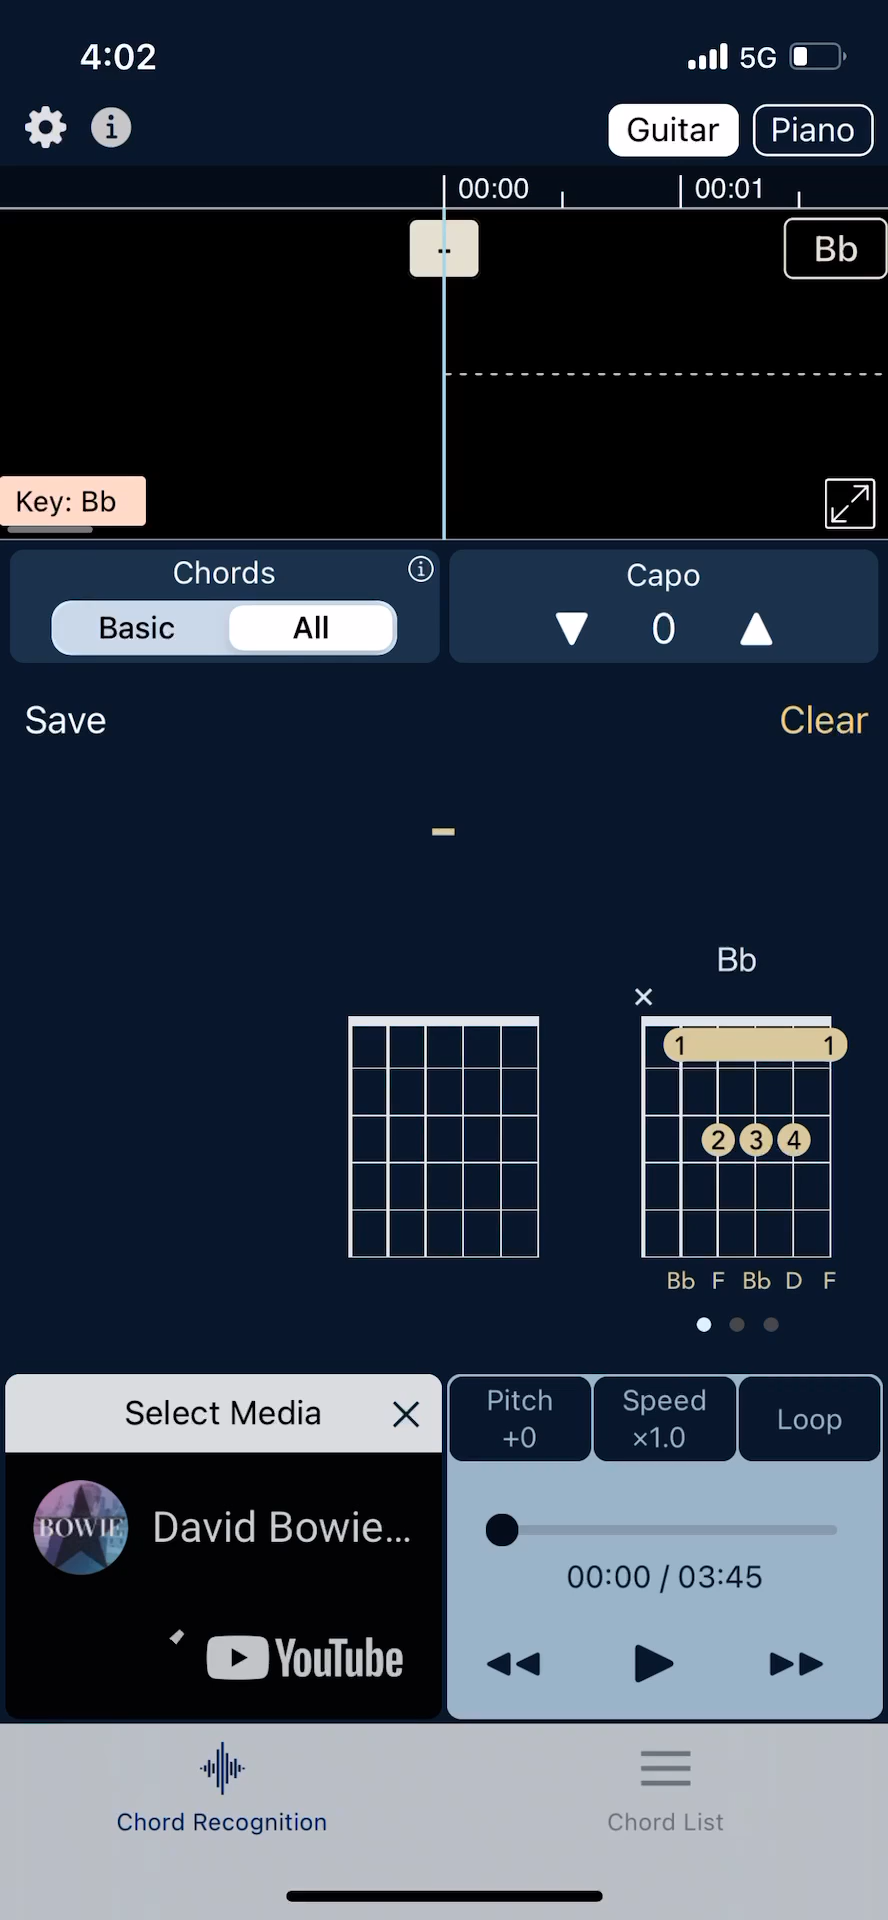 4:02
5G
Guitar
Piano
00:00
00:01
-
Bb
Key: Bb
Chords
Basic
All
Capo
0
Save
Clear
-
Bb
×
1 1
2 3 4
Bb F Bb D F
Select Media
BOWIE
David Bowie...
YouTube
Pitch
+0
Speed
×1.0
Loop
00:00 / 03:45
Chord Recognition
Chord List